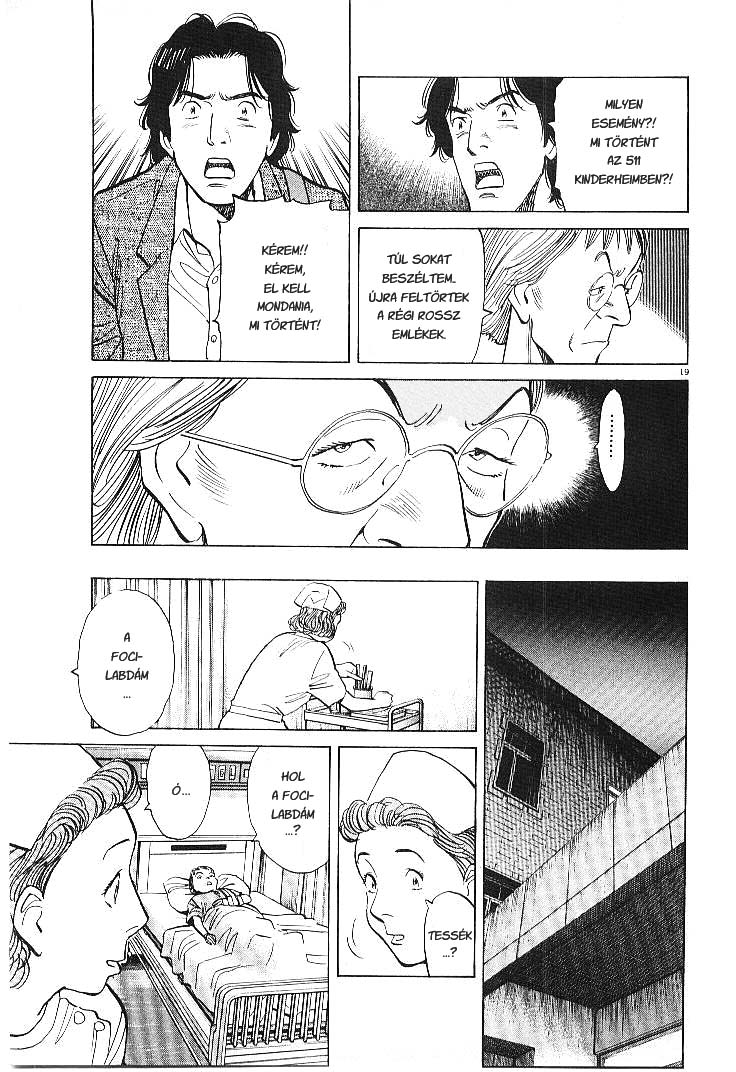 MILYEN
ESEMÉNY?!
MI TÖRTÉNT
AZ 511
KINDERHEIMBEN?!
KÉREM!!
KÉREM,
EL KELL
MONDANIA,
MI TÖRTÉNT!
TÚL SOKAT
BESZÉLTEM...
ÚJRA FELTÖRTEK
A RÉGI ROSSZ
EMLÉKEK.
19
........
A
FOCI-
LABDÁM
...
TESSÉK
...?
HOL
A FOCI-
LABDÁM
...?
Ó...